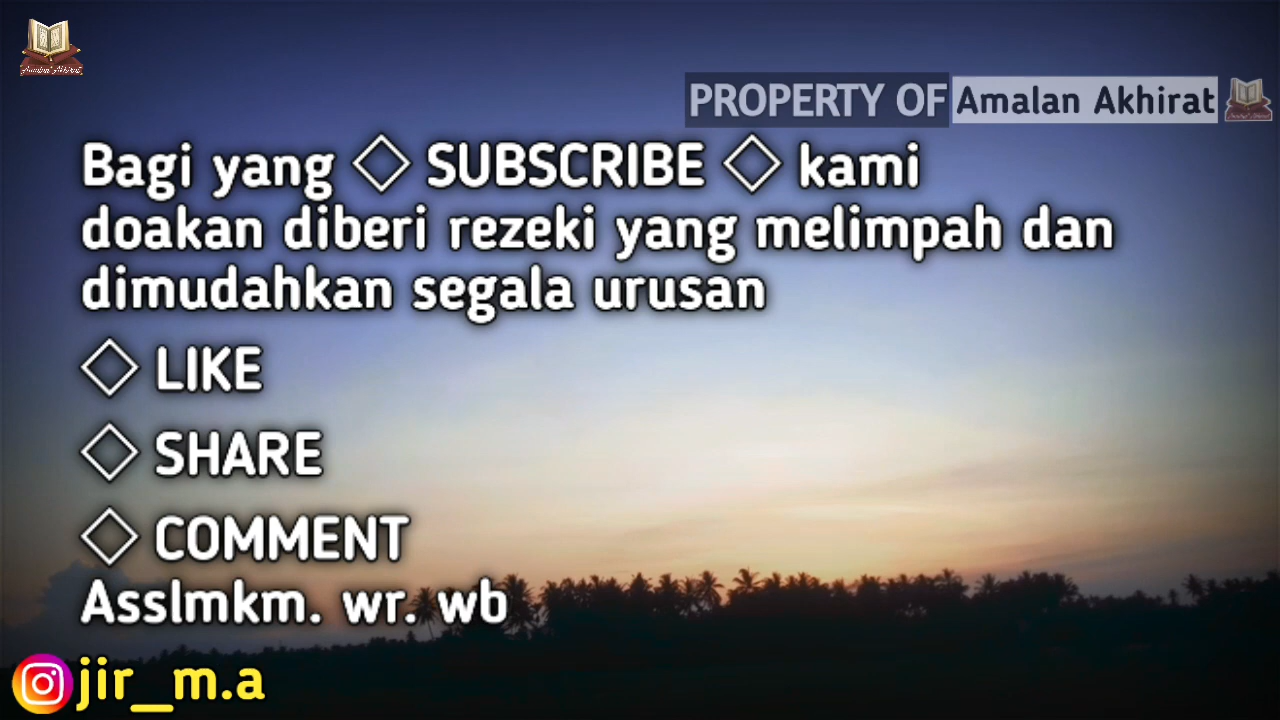 PROPERTY OF Amalan Akhirat
Bagi yang ◇ SUBSCRIBE ◇ kami
doakan diberi rezeki yang melimpah dan
dimudahkan segala urusan
◇ LIKE
◇ SHARE
◇ COMMENT
Asslmkm. wr. wb
jir_m.a